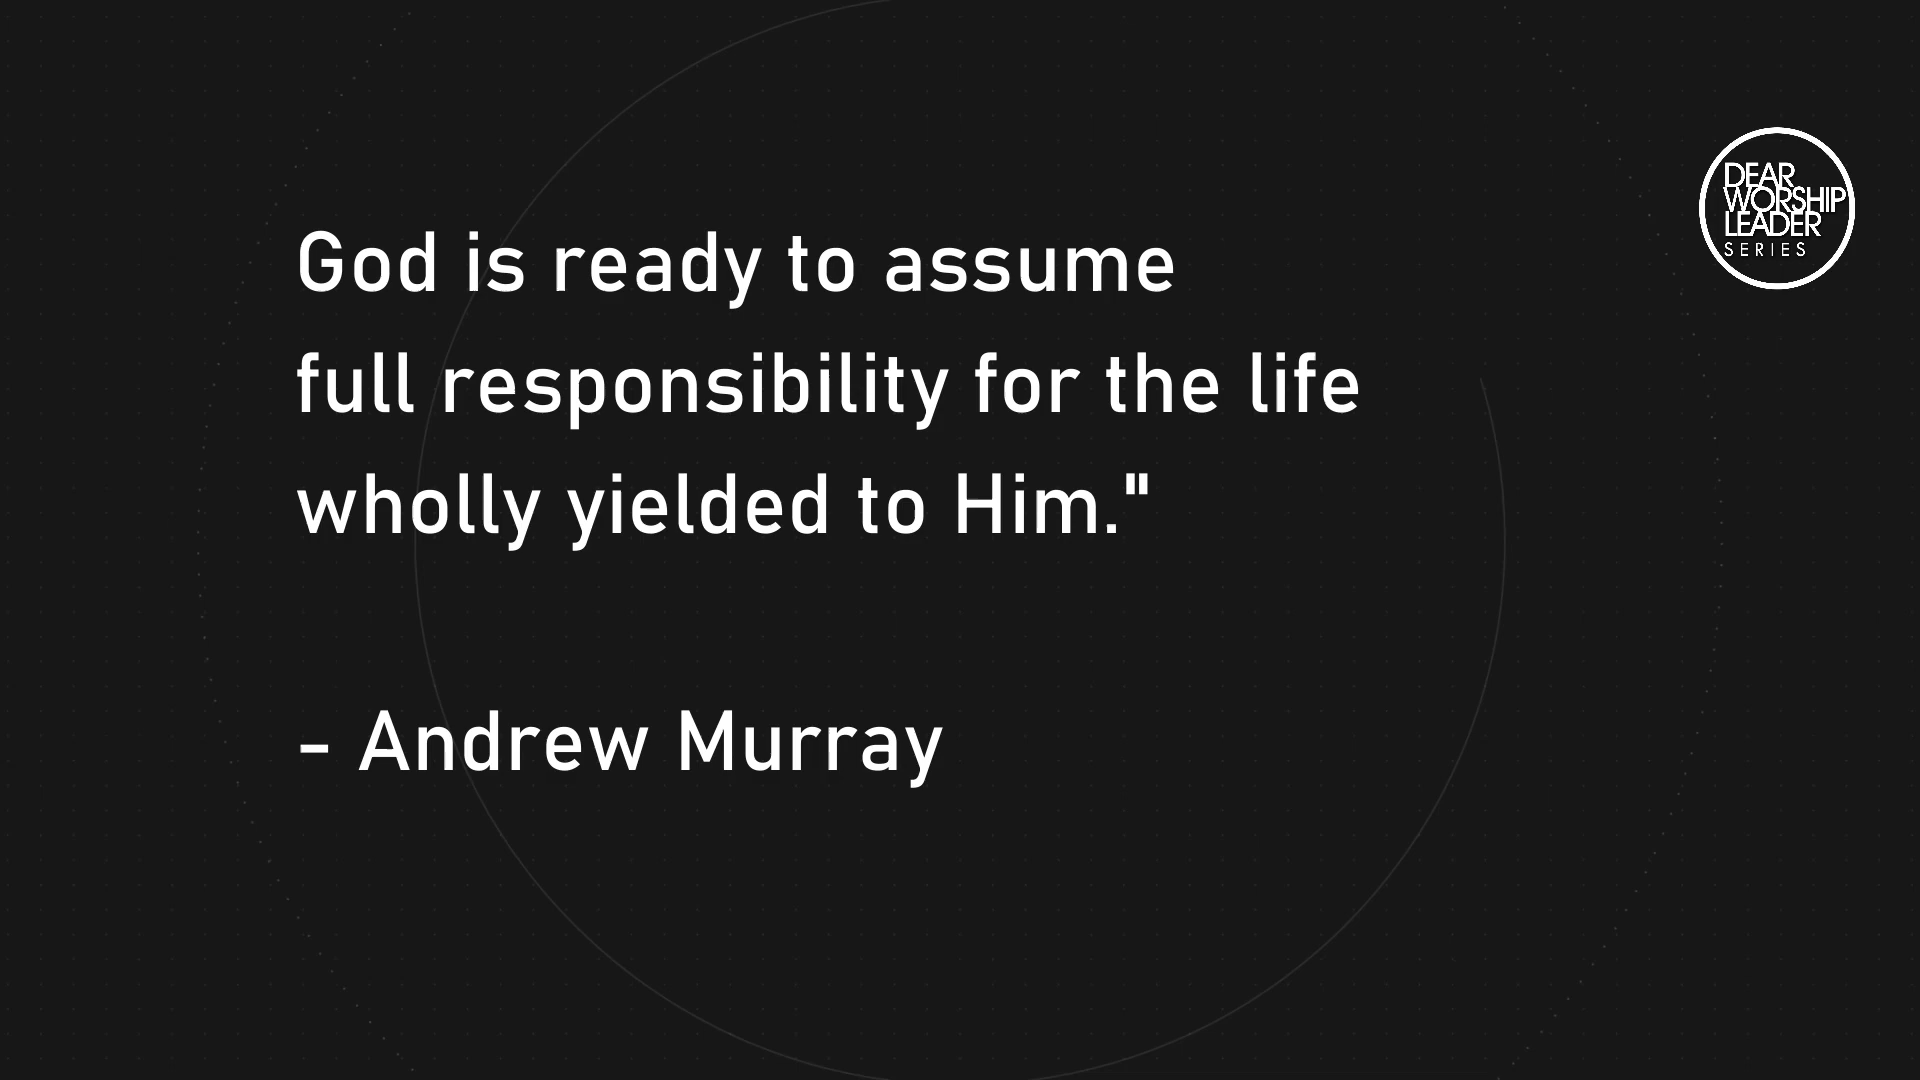 God is ready to assume
full responsibility for the life
wholly yielded to Him."
- Andrew Murray
DEAR
WORSHIP
LEADER
SERIES